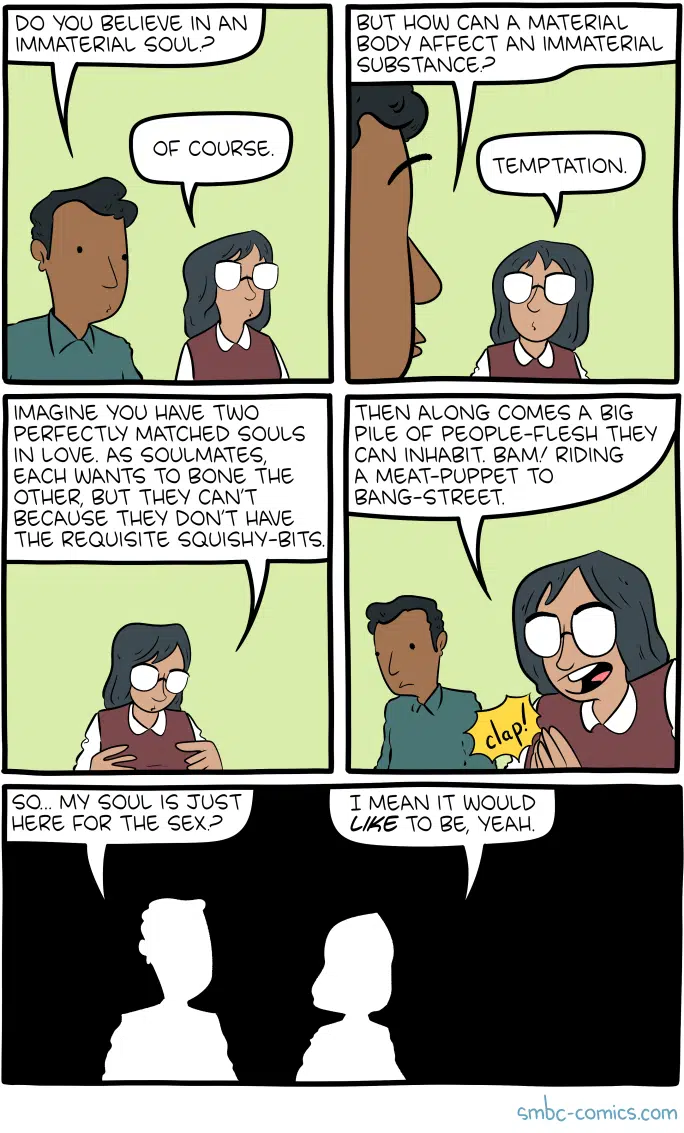 DO YOU BELIEVE IN AN
IMMATERIAL SOUL?
OF COURSE.
BUT HOW CAN A MATERIAL
BODY AFFECT AN IMMATERIAL
SUBSTANCE?
TEMPTATION.
IMAGINE YOU HAVE TWO
PERFECTLY MATCHED SOULS
IN LOVE. AS SOULMATES,
EACH WANTS TO BONE THE
OTHER, BUT THEY CAN'T
BECAUSE THEY DON'T HAVE
THE REQUISITE SQUISHY-BITS.
THEN ALONG COMES A BIG
PILE OF PEOPLE-FLESH THEY
CAN INHABIT. BAM! RIDING
A MEAT-PUPPET TO
BANG-STREET.
clap!
SO... MY SOUL IS JUST
HERE FOR THE SEX?
I MEAN IT WOULD
LIKE TO BE, YEAH.
smbc-comics.com